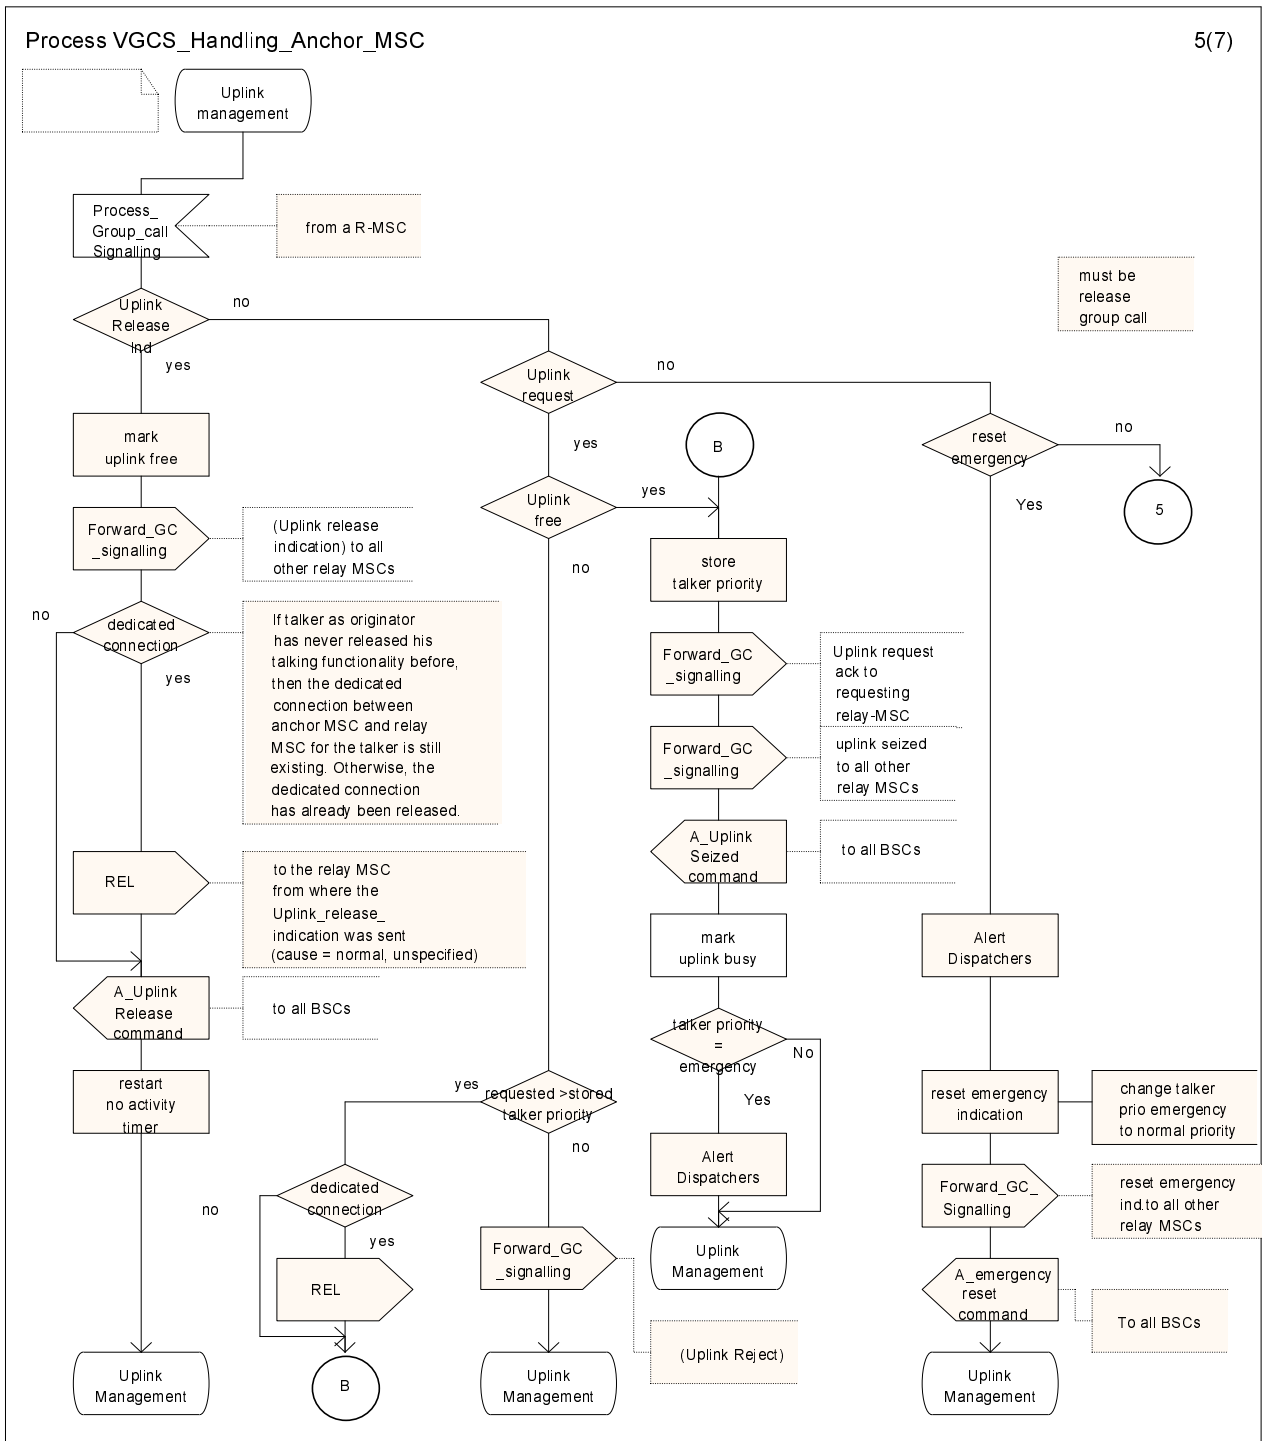 Process VGCS_Handling_Anchor_MSC
5(7)
Uplink
management
Process_
Group_call
Signalling
from a R-MSC
must be
release
group call
Uplink
Release
Ind
no
yes
Uplink
request
no
yes
mark
uplink free
B
reset
emergency
no
Yes
5
Uplink
free
yes
no
Forward_GC
_signalling
(Uplink release
indication) to all
other relay MSCs
store
talker priority
no
dedicated
connection
yes
If talker as originator
has never released his
talking functionality before,
then the dedicated
connection between
anchor MSC and relay
MSC for the talker is still
existing. Otherwise, the
dedicated connection
has already been released.
Forward_GC
_signalling
Uplink request
ack to
requesting
relay-MSC
Forward_GC
_signalling
uplink seized
to all other
relay MSCs
A_Uplink
Seized
command
to all BSCs
REL
to the relay MSC
from where the
Uplink_release_
indication was sent
(cause = normal, unspecified)
mark
uplink busy
Alert
Dispatchers
A_Uplink
Release
command
to all BSCs
talker priority
=
emergency
No
Yes
restart
no activity
timer
yes
requested >stored
talker priority
no
reset emergency
indication
change talker
prio emergency
to normal priority
Alert
Dispatchers
dedicated
connection
no
yes
Forward_GC_
Signalling
reset emergency
ind.to all other
relay MSCs
Forward_GC
_signalling
Uplink
Management
REL
A_emergency
reset
command
To all BSCs
(Uplink Reject)
Uplink
Management
B
Uplink
Management
Uplink
Management